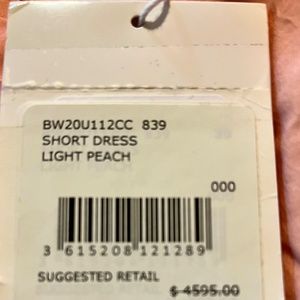 BW20U112CC 839
SHORT DRESS
LIGHT PEACH
000
3 615208 121289
SUGGESTED RETAIL
$ 4595.00